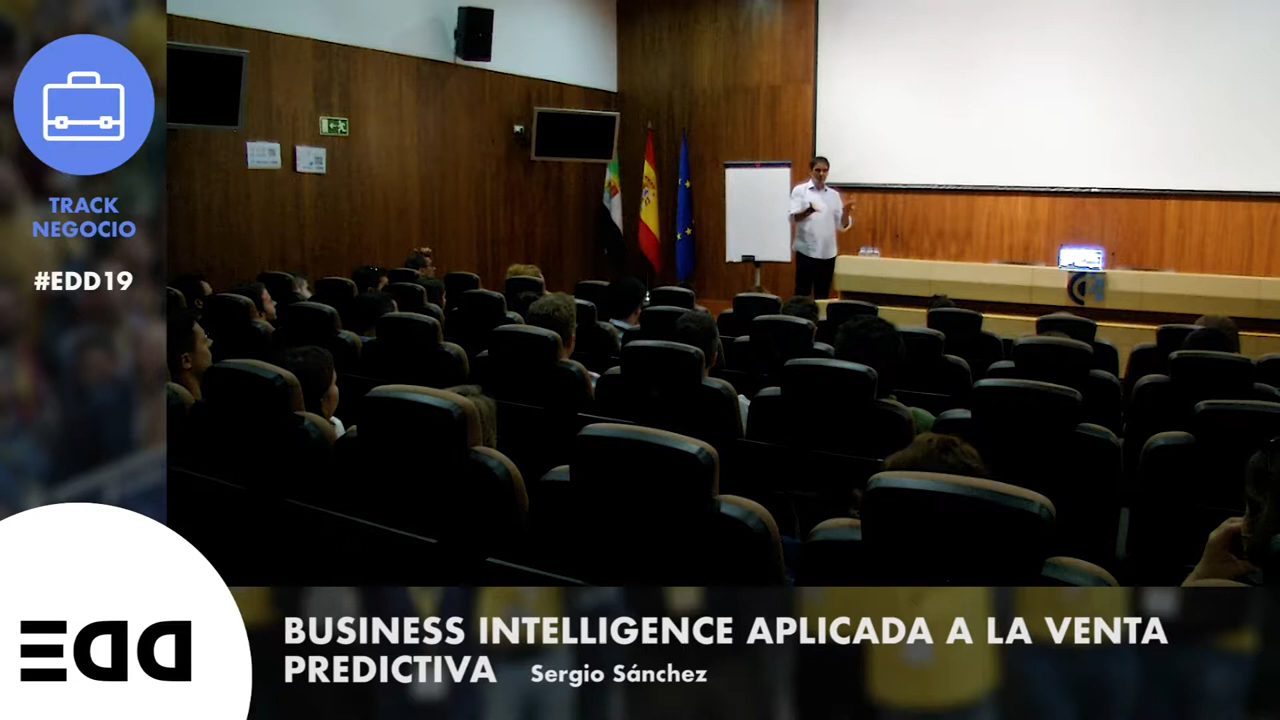 TRACK
NEGOCIO
#EDD19
EDD
BUSINESS INTELLIGENCE APLICADA A LA VENTA
PREDICTIVA Sergio Sánchez